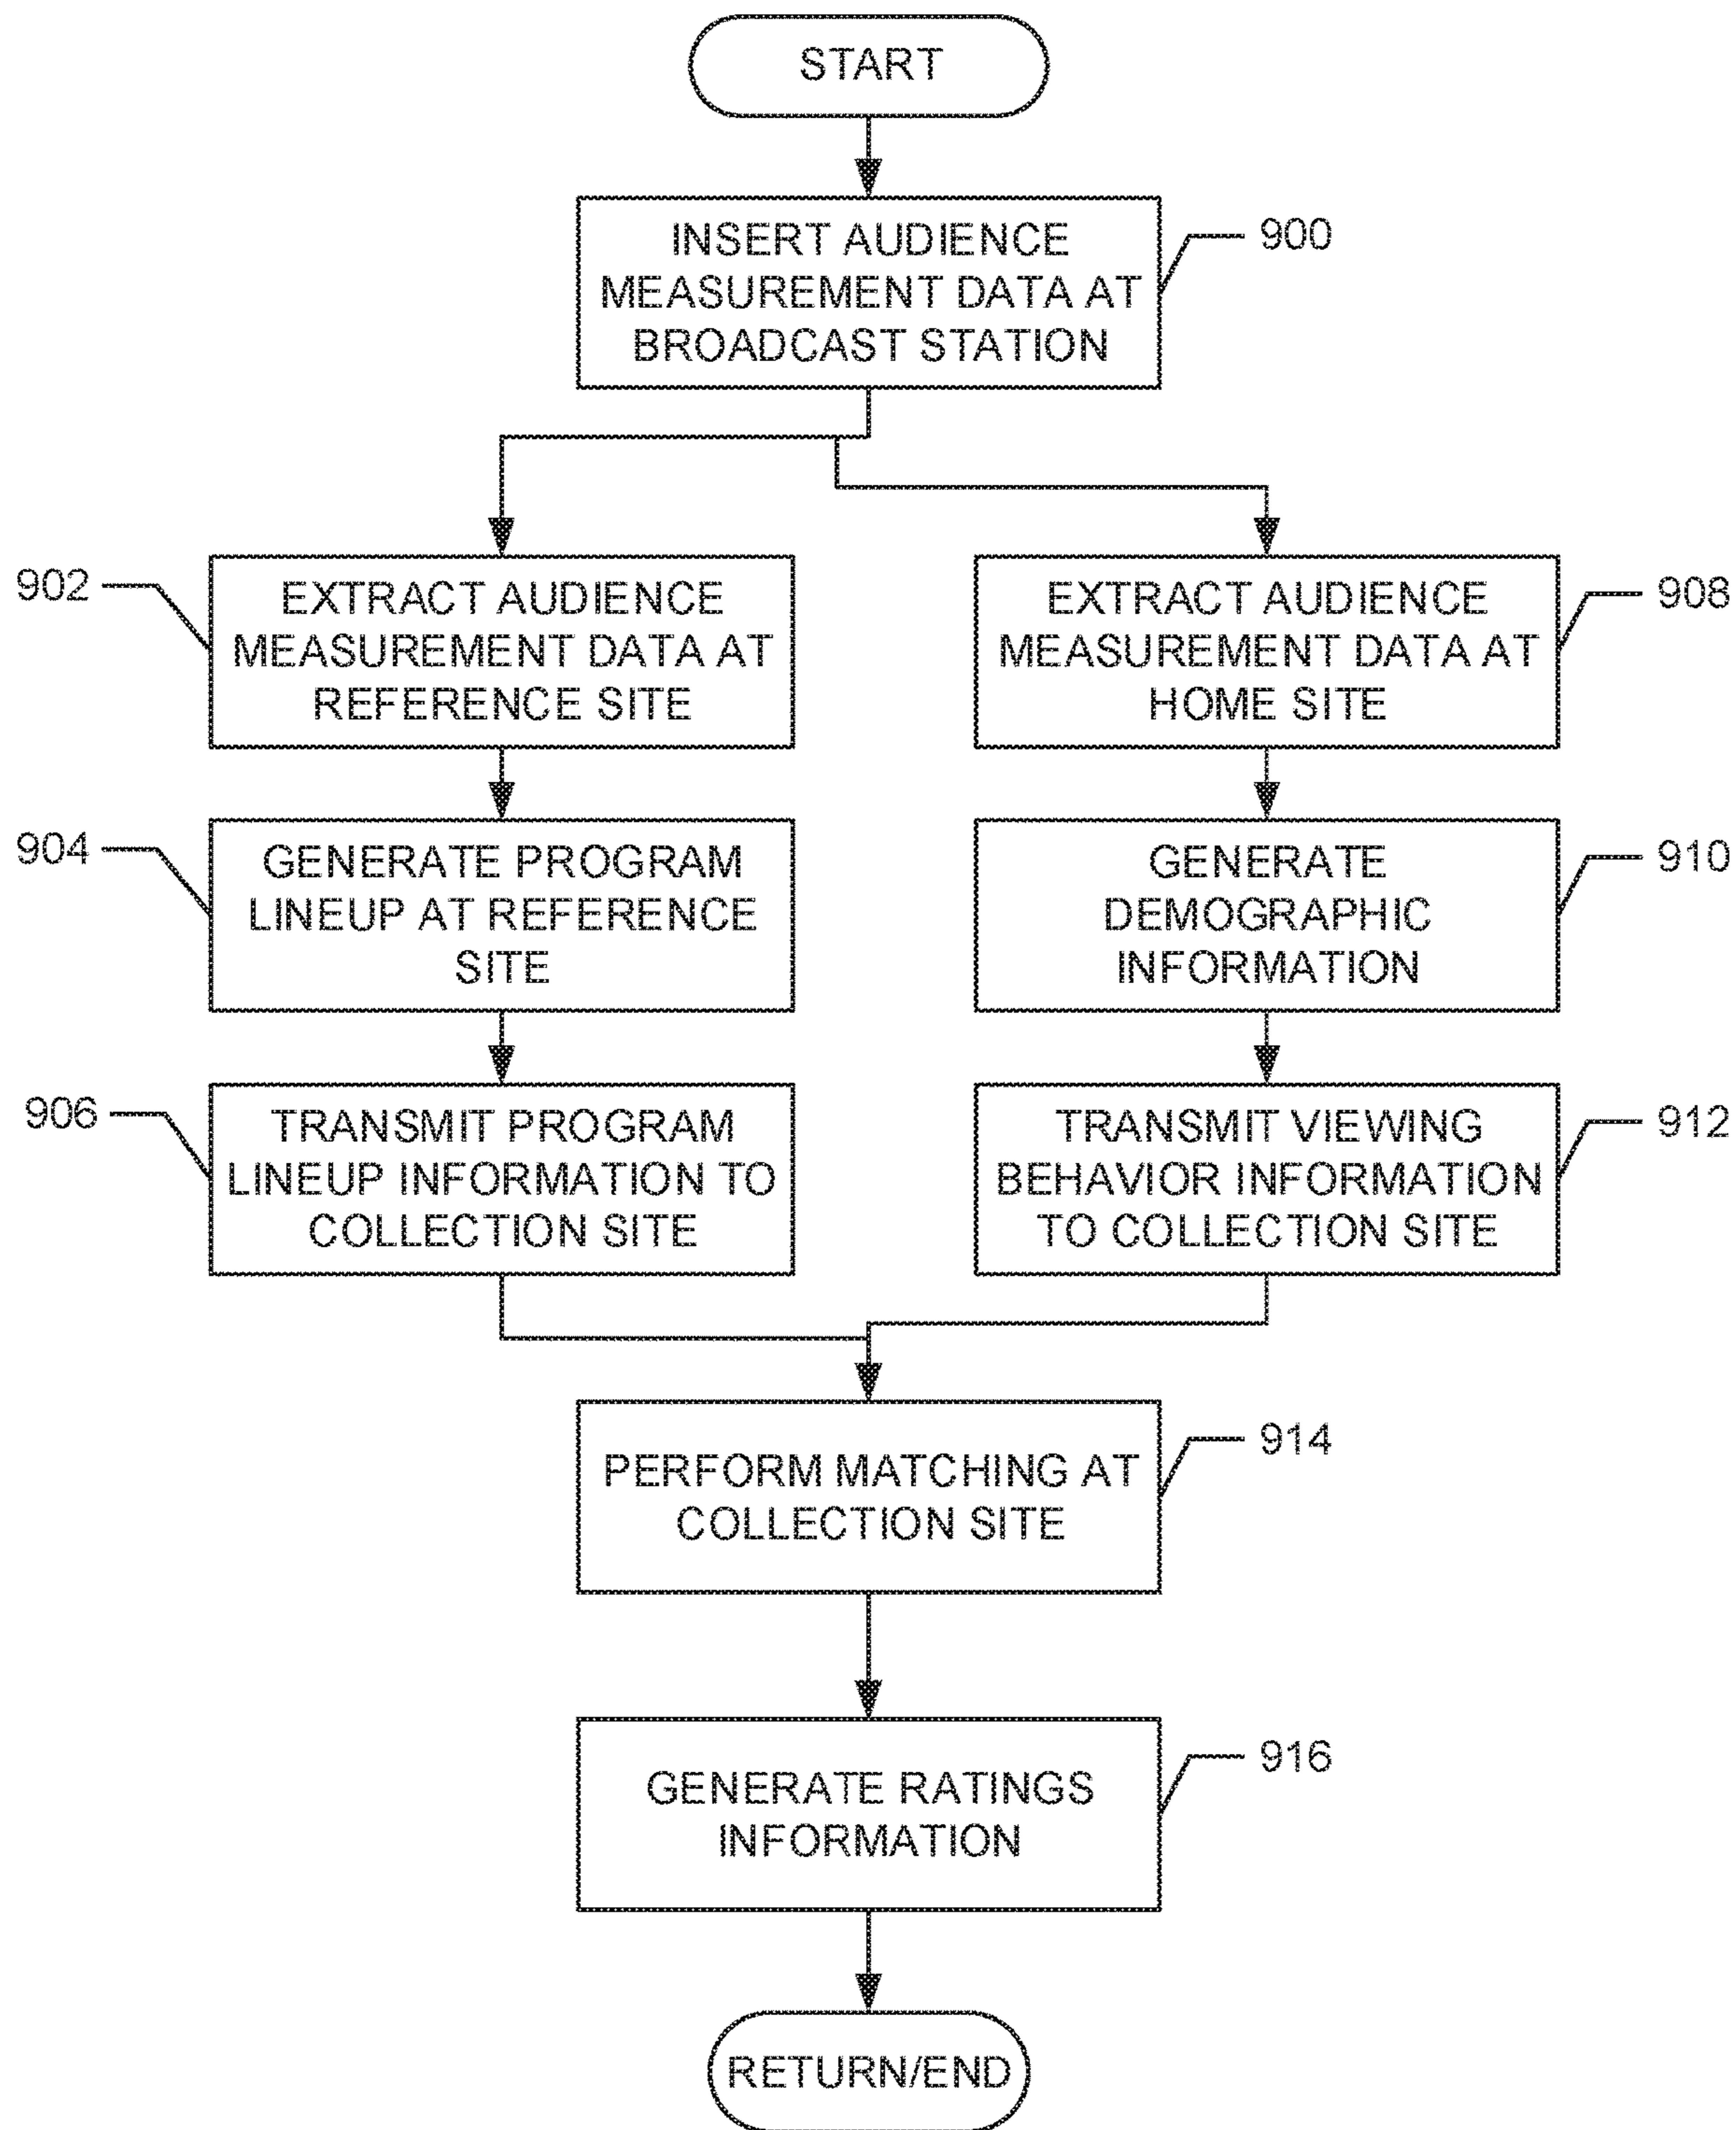 START
INSERT AUDIENCE
MEASUREMENT DATA AT
BROADCAST STATION
900
902
EXTRACT AUDIENCE
MEASUREMENT DATA AT
REFERENCE SITE
EXTRACT AUDIENCE
MEASUREMENT DATA AT
HOME SITE
908
904
GENERATE PROGRAM
LINEUP AT REFERENCE
SITE
GENERATE
DEMOGRAPHIC
INFORMATION
910
906
TRANSMIT PROGRAM
LINEUP INFORMATION TO
COLLECTION SITE
TRANSMIT VIEWING
BEHAVIOR INFORMATION
TO COLLECTION SITE
912
PERFORM MATCHING AT
COLLECTION SITE
914
GENERATE RATINGS
INFORMATION
916
RETURN/END